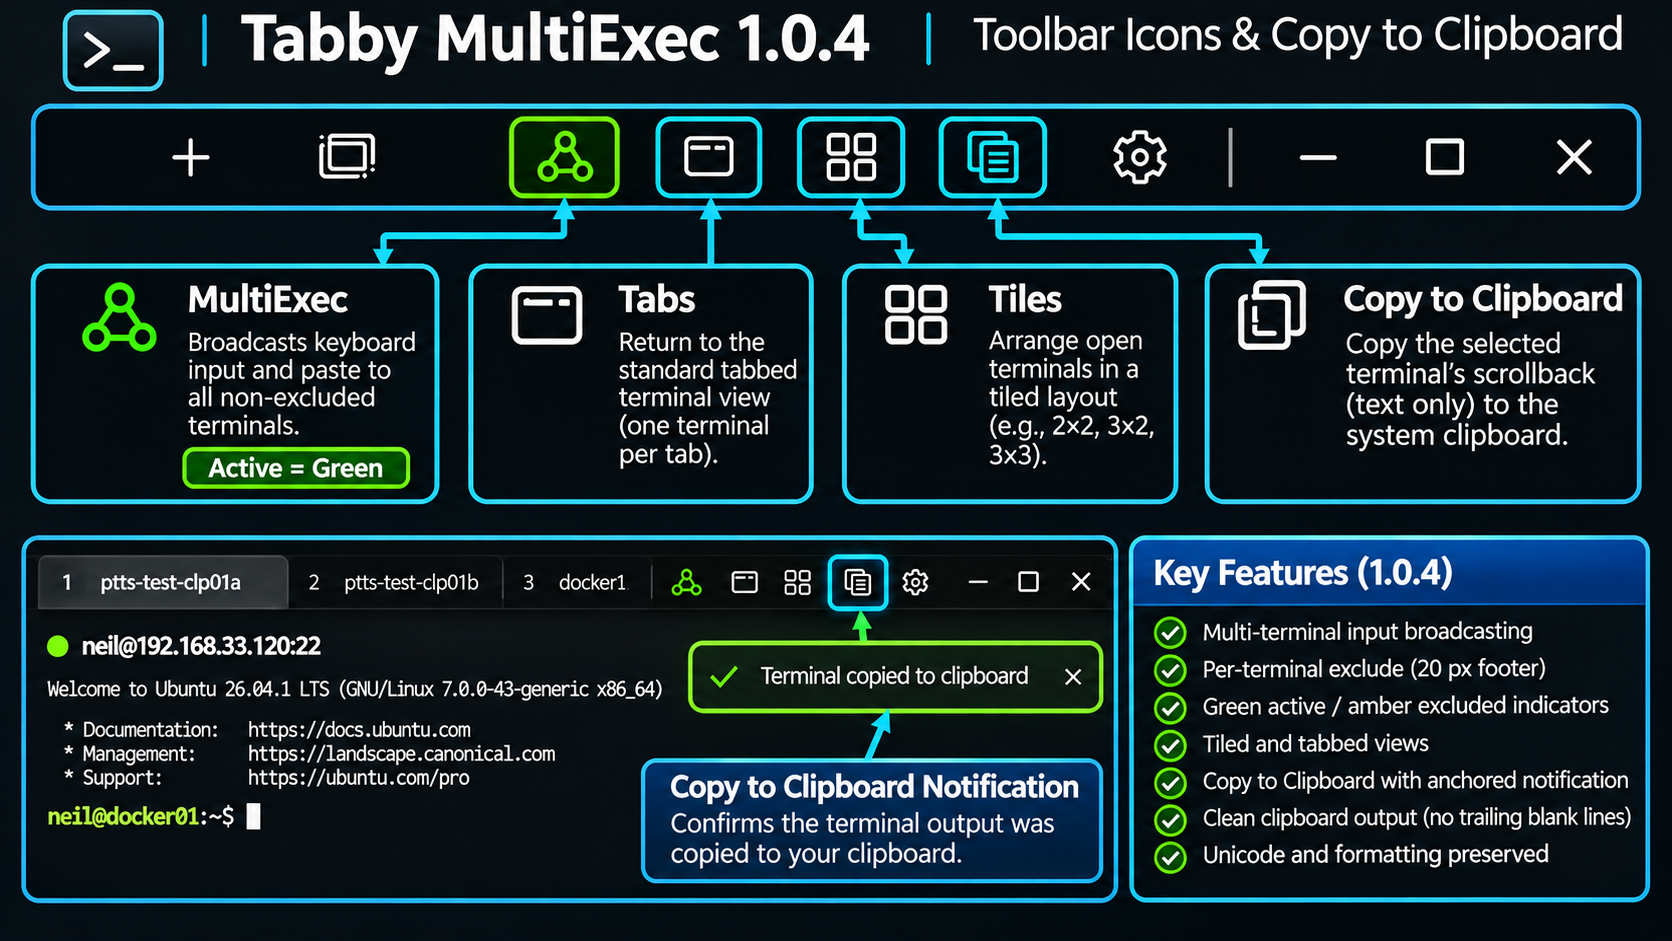 >_
Tabby MultiExec 1.0.4
Toolbar Icons & Copy to Clipboard
MultiExec
Broadcasts keyboard
input and paste to
all non-excluded
terminals.
Active = Green
Tabs
Return to the
standard tabbed
terminal view
(one terminal
per tab).
Tiles
Arrange open
terminals in a
tiled layout
(e.g., 2×2, 3×2,
3×3).
Copy to Clipboard
Copy the selected
terminal's scrollback
(text only) to the
system clipboard.
1 ptts-test-clp01a
2 ptts-test-clp01b
3 docker1
neil@192.168.33.120:22
Welcome to Ubuntu 26.04.1 LTS (GNU/Linux 7.0.0-43-generic x86_64)
* Documentation: https://docs.ubuntu.com
* Management: https://landscape.canonical.com
* Support: https://ubuntu.com/pro
neil@docker01:~$
Terminal copied to clipboard
Copy to Clipboard Notification
Confirms the terminal output was
copied to your clipboard.
Key Features (1.0.4)
Multi-terminal input broadcasting
Per-terminal exclude (20 px footer)
Green active / amber excluded indicators
Tiled and tabbed views
Copy to Clipboard with anchored notification
Clean clipboard output (no trailing blank lines)
Unicode and formatting preserved